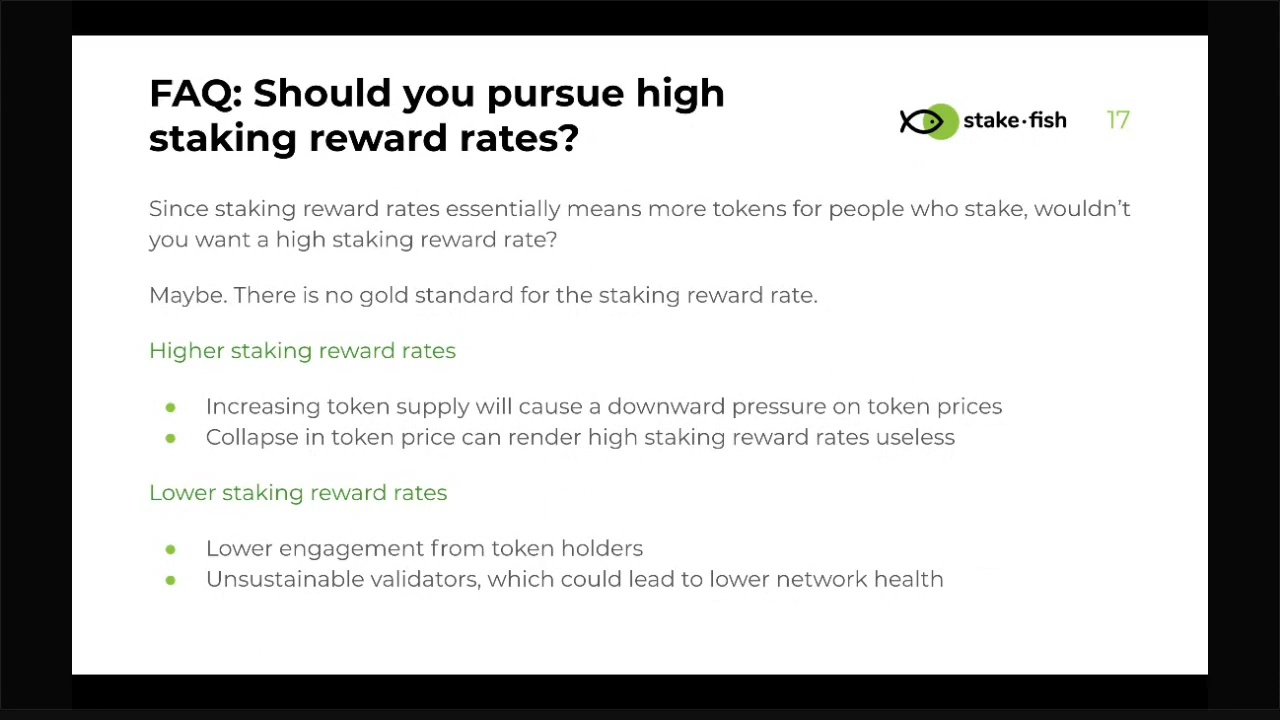 FAQ: Should you pursue high
staking reward rates?
stake·fish
17
Since staking reward rates essentially means more tokens for people who stake, wouldn’t
you want a high staking reward rate?
Maybe. There is no gold standard for the staking reward rate.
Higher staking reward rates
● Increasing token supply will cause a downward pressure on token prices
● Collapse in token price can render high staking reward rates useless
Lower staking reward rates
● Lower engagement from token holders
● Unsustainable validators, which could lead to lower network health